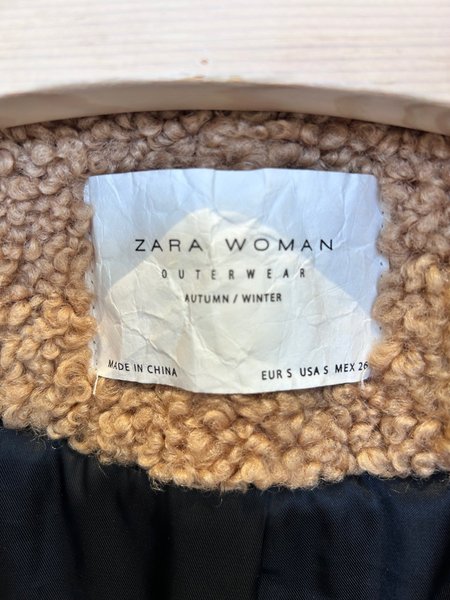 ZARA WOMAN
OUTERWEAR
AUTUMN / WINTER
MADE IN CHINA
EUR S USA S MEX 26